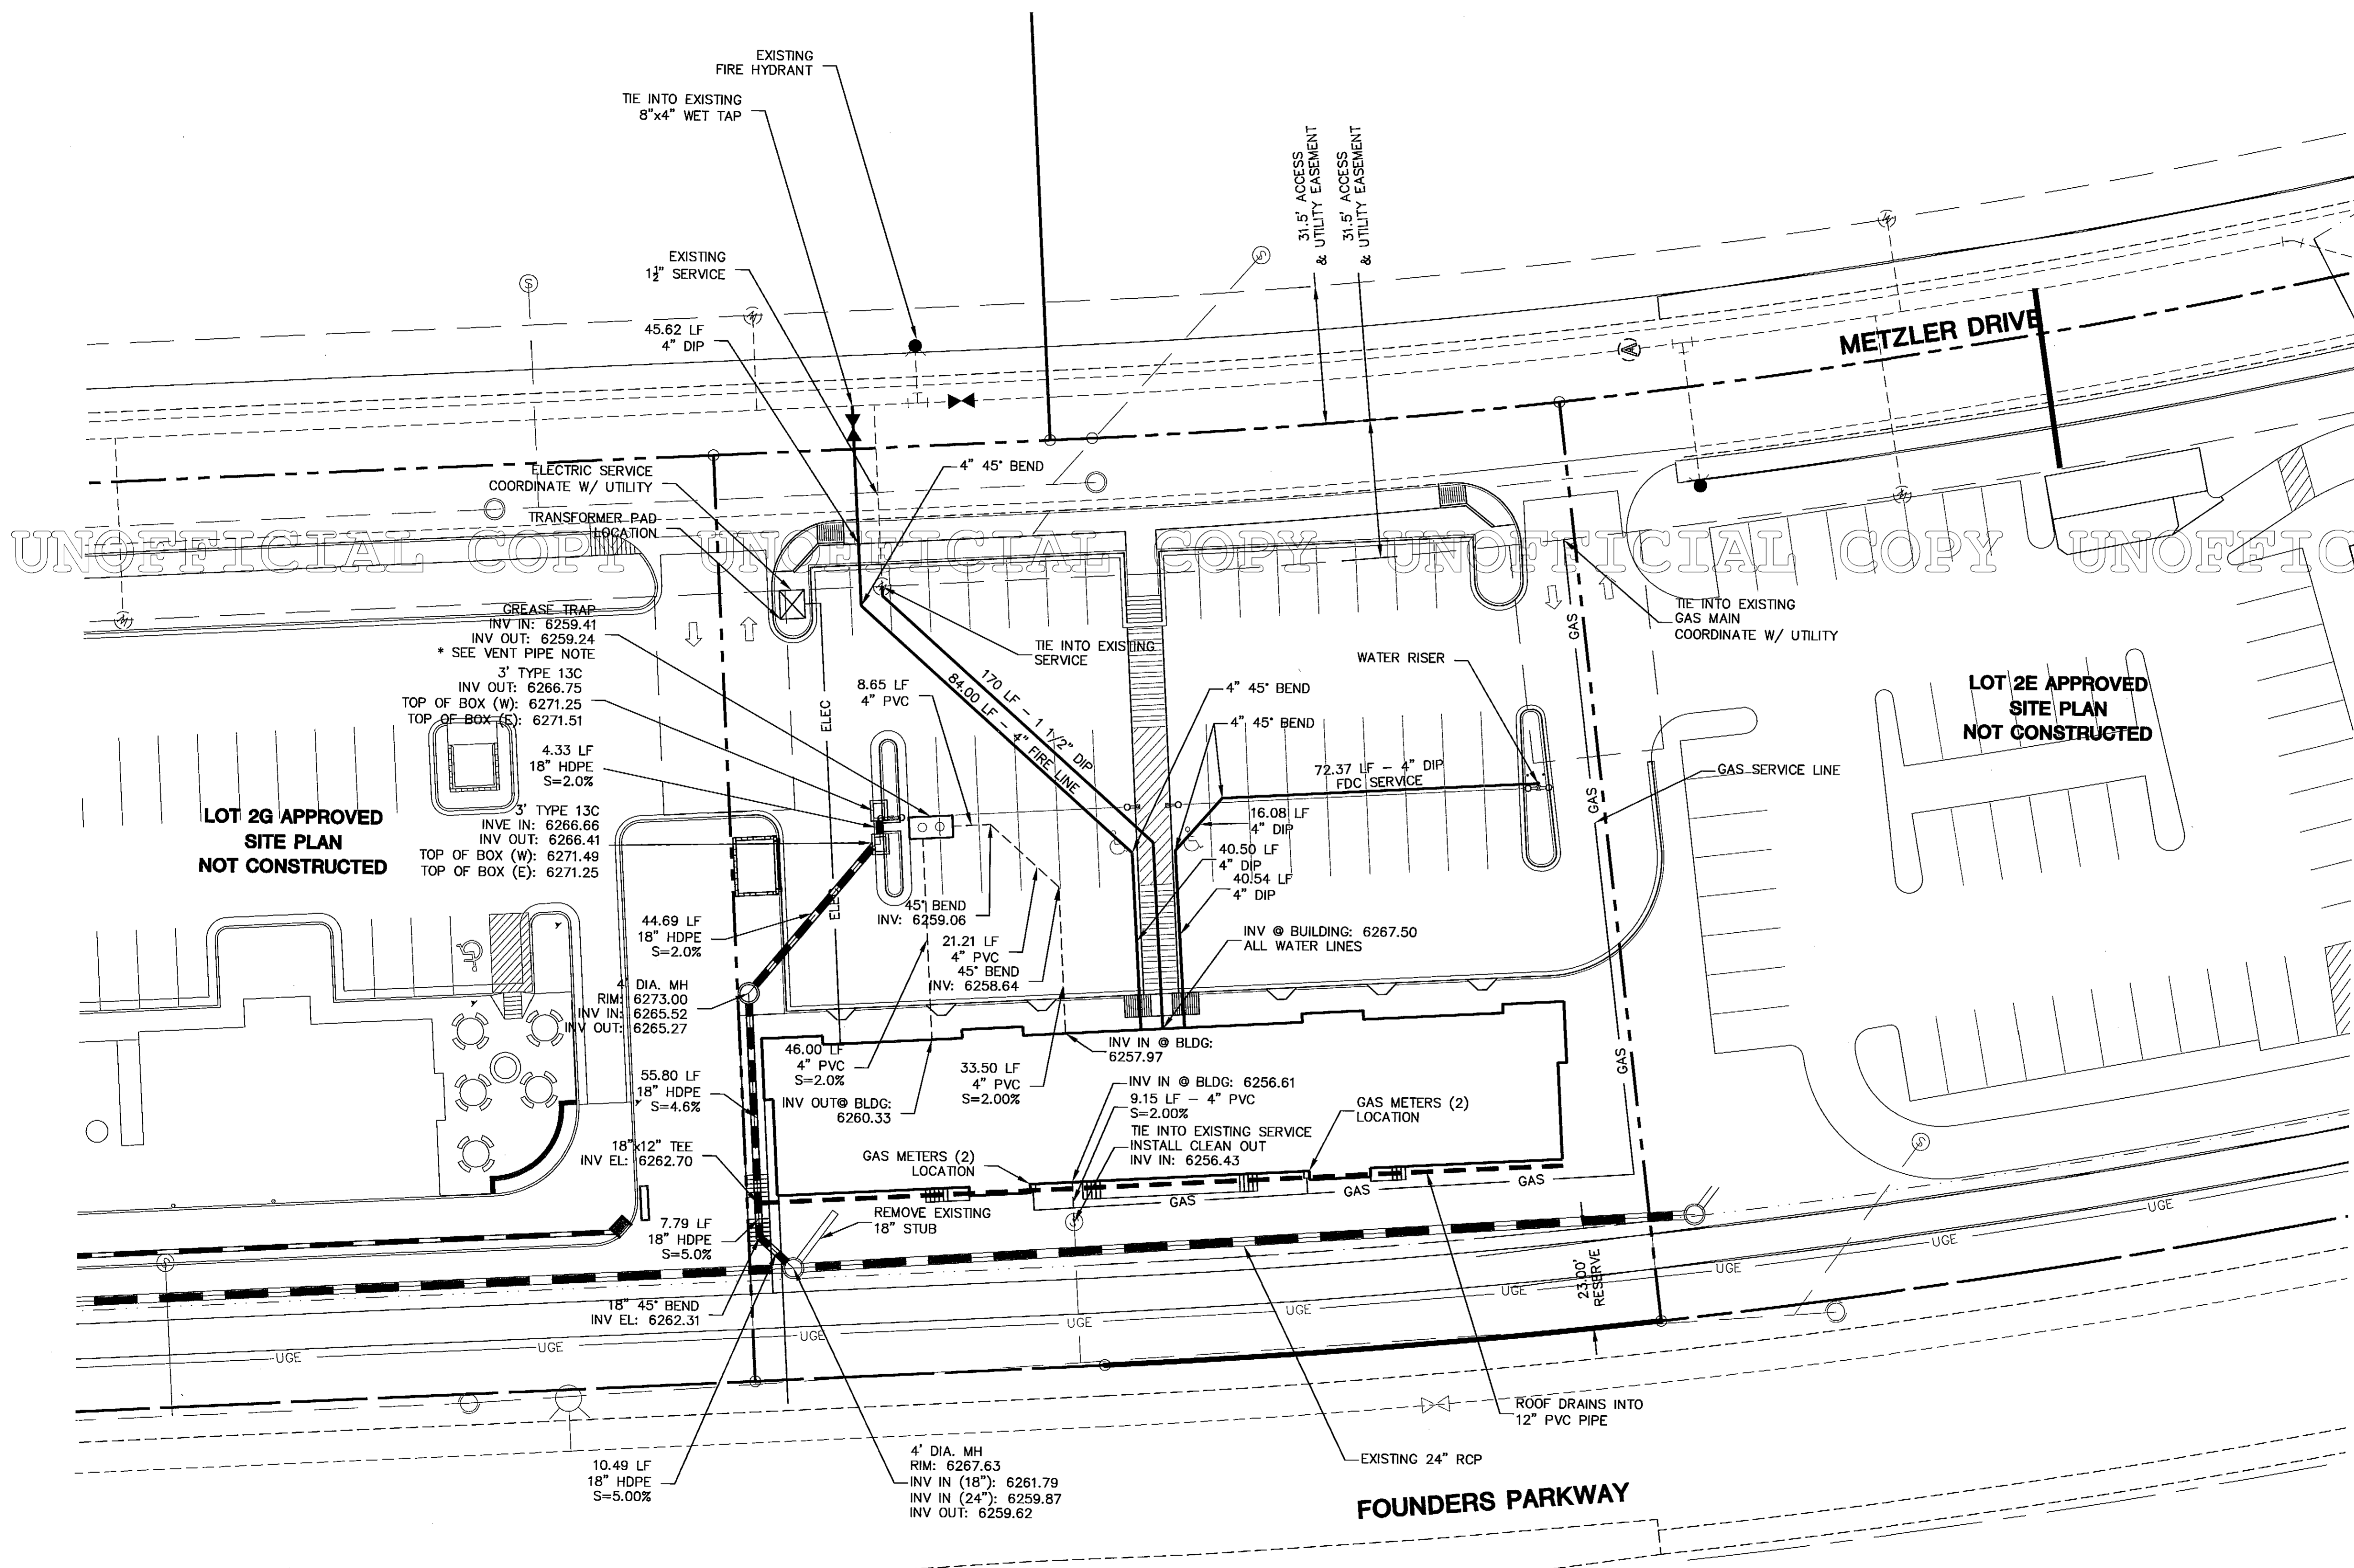 EXISTING
FIRE HYDRANT
TIE INTO EXISTING
8"x4" WET TAP
31.5' ACCESS
& UTILITY EASEMENT
31.5' ACCESS
& UTILITY EASEMENT
EXISTING
1½" SERVICE
45.62 LF
4" DIP
METZLER DRIVE
(A)
4" 45° BEND
ELECTRIC SERVICE
COORDINATE W/ UTILITY
TRANSFORMER PAD
LOCATION
UNOFFICIAL COPY UNOFFICIAL COPY UNOFFICIAL COPY UNOFFIC
GREASE TRAP
INV IN: 6259.41
INV OUT: 6259.24
* SEE VENT PIPE NOTE
3' TYPE 13C
INV OUT: 6266.75
TOP OF BOX (W): 6271.25
TOP OF BOX (E): 6271.51
4.33 LF
18" HDPE
S=2.0%
3' TYPE 13C
INVE IN: 6266.66
INV OUT: 6266.41
TOP OF BOX (W): 6271.49
TOP OF BOX (E): 6271.25
LOT 2G APPROVED
SITE PLAN
NOT CONSTRUCTED
TIE INTO EXISTING
SERVICE
8.65 LF
4" PVC
170 LF – 1 1/2" DIP
84.00 LF – 4" FIRE LINE
ELEC
ELEC
WATER RISER
4" 45° BEND
4", 45° BEND
72.37 LF – 4" DIP
FDC SERVICE
16.08 LF
4" DIP
40.50 LF
4" DIP
40.54 LF
4" DIP
TIE INTO EXISTING
GAS MAIN
COORDINATE W/ UTILITY
GAS
GAS
GAS
GAS SERVICE LINE
LOT 2E APPROVED
SITE PLAN
NOT CONSTRUCTED
45° BEND
INV: 6259.06
44.69 LF
18" HDPE
S=2.0%
21.21 LF
4" PVC
45° BEND
INV: 6258.64
INV @ BUILDING: 6267.50
ALL WATER LINES
4' DIA. MH
RIM: 6273.00
INV IN: 6265.52
INV OUT: 6265.27
46.00 LF
4" PVC
S=2.0%
INV OUT@ BLDG:
6260.33
33.50 LF
4" PVC
S=2.00%
INV IN @ BLDG:
6257.97
55.80 LF
18" HDPE
S=4.6%
INV IN @ BLDG: 6256.61
9.15 LF – 4" PVC
S=2.00%
TIE INTO EXISTING SERVICE
INSTALL CLEAN OUT
INV IN: 6256.43
GAS METERS (2)
LOCATION
18"x12" TEE
INV EL: 6262.70
GAS METERS (2)
LOCATION
GAS
GAS
GAS
REMOVE EXISTING
18" STUB
7.79 LF
18" HDPE
S=5.0%
23.00'
RESERVE
18" 45° BEND
INV EL: 6262.31
UGE
UGE
UGE
UGE
UGE
UGE
UGE
UGE
UGE
ROOF DRAINS INTO
12" PVC PIPE
EXISTING 24" RCP
10.49 LF
18" HDPE
S=5.00%
4' DIA. MH
RIM: 6267.63
INV IN (18"): 6261.79
INV IN (24"): 6259.87
INV OUT: 6259.62
FOUNDERS PARKWAY